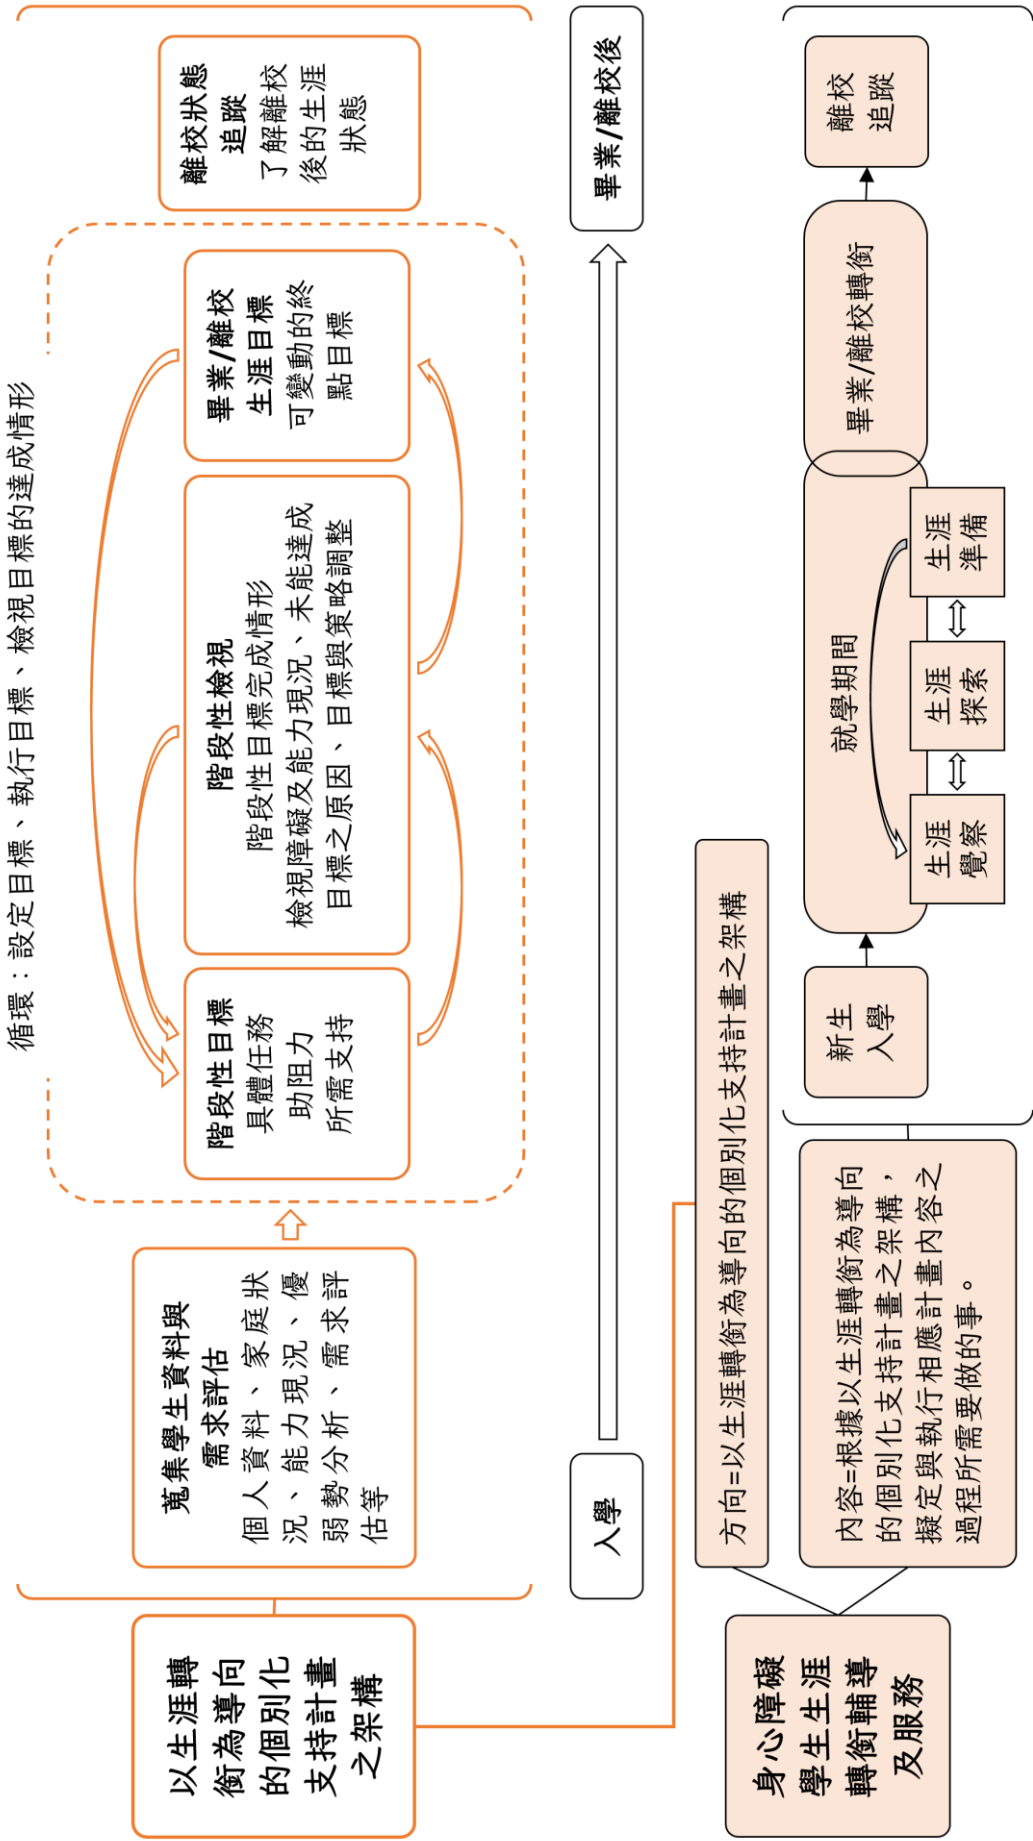 以生涯轉
銜為導向
的個別化
支持計畫
之架構
蒐集學生資料與
需求評估
個人資料、家庭狀
況、能力現況、優
弱勢分析、需求評
估等
循環：設定目標、執行目標、檢視目標的達成情形
階段性目標
具體任務
助阻力
所需支持
階段性檢視
階段性目標完成情形
檢視障礙及能力現況、未能達成
目標之原因、目標與策略調整
畢業/離校
生涯目標
可變動的終
點目標
離校狀態
追蹤
了解離校
後的生涯
狀態
入學
畢業/離校後
身心障礙
學生生涯
轉銜輔導
及服務
方向=以生涯轉銜為導向的個別化支持計畫之架構
內容=根據以生涯轉銜為導向
的個別化支持計畫之架構，
擬定與執行相應計畫內容之
過程所需要做的事。
新生
入學
就學期間
生涯
覺察
生涯
探索
生涯
準備
畢業/離校轉銜
離校
追蹤